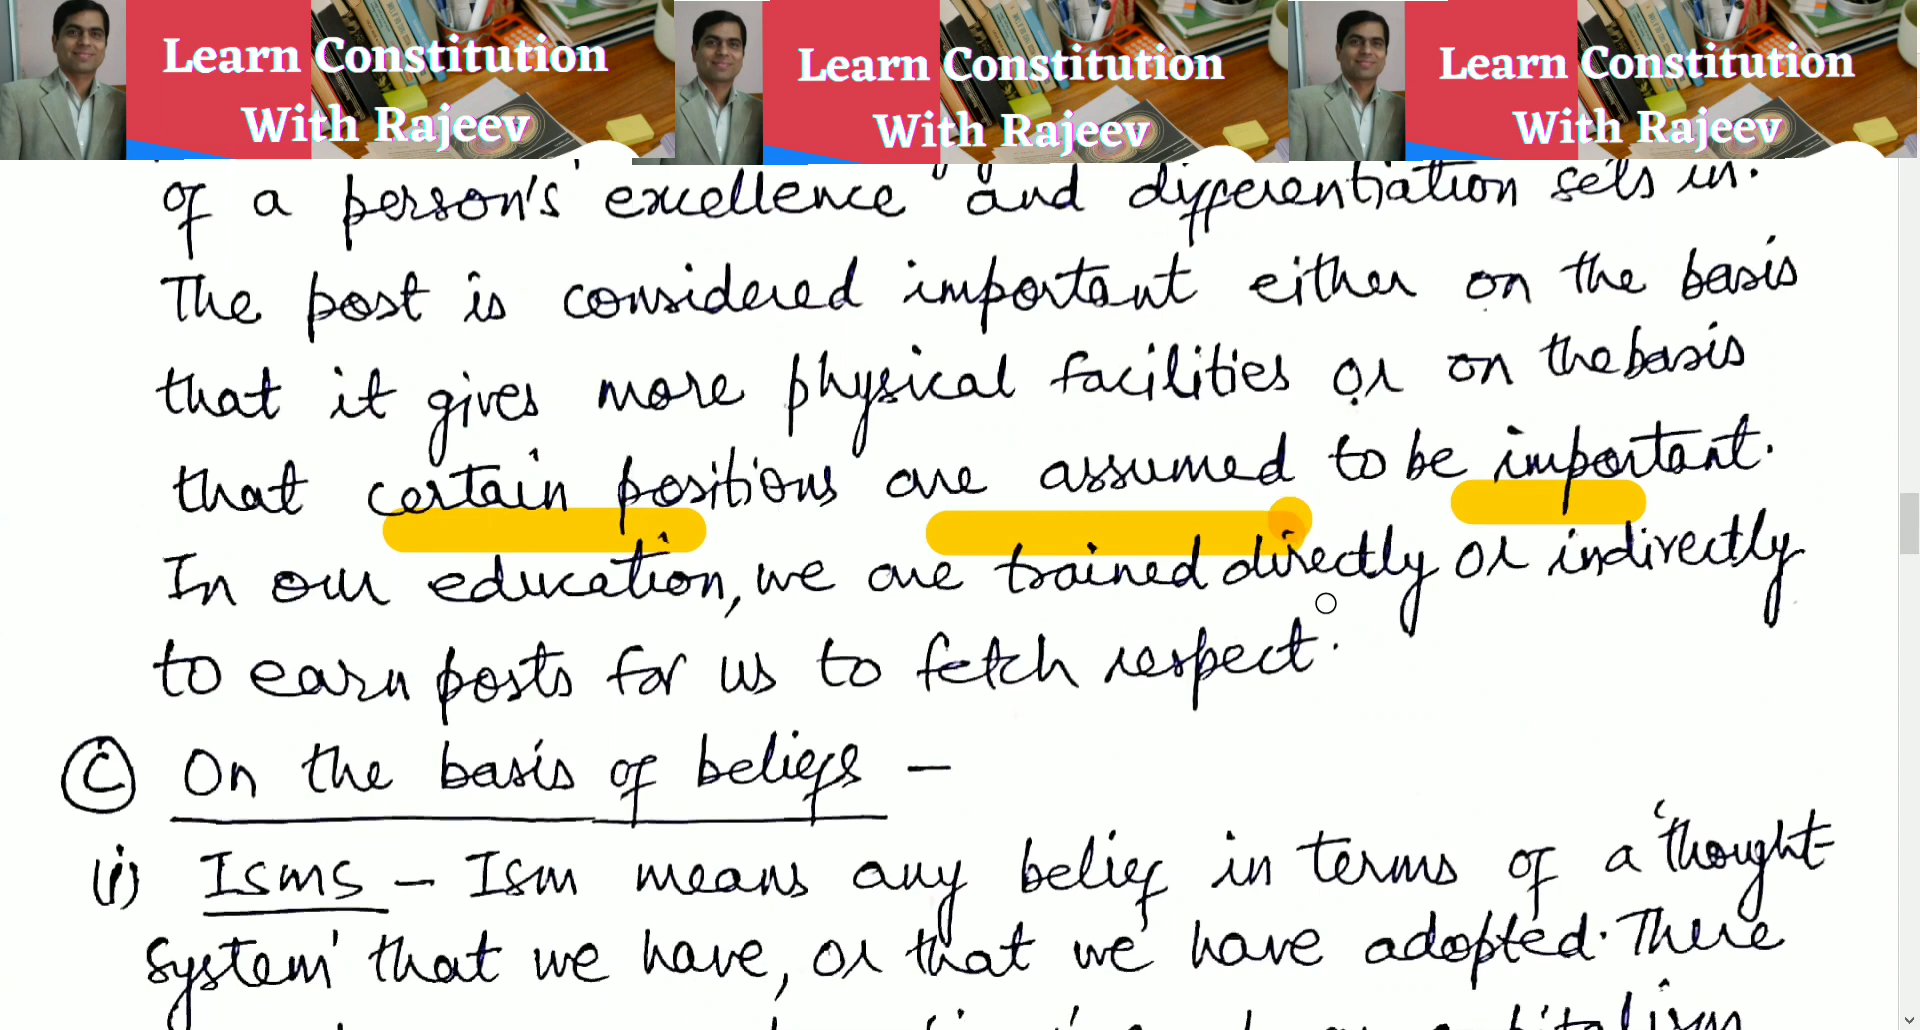 Learn Constitution
With Rajeev
Learn Constitution
With Rajeev
Learn Constitution
With Rajeev
of a person's excellence" and differentiation sets in.
The post is considered important either on the basis
that it gives more physical facilities or on the basis
that certain positions are assumed to be important.
In our education, we are trained directly or indirectly
to earn posts for us to fetch respect.
C On the basis of beliefs -
(i) Isms - Ism means any belief in terms of a 'thought-
system' that we have, or that we have adopted. There